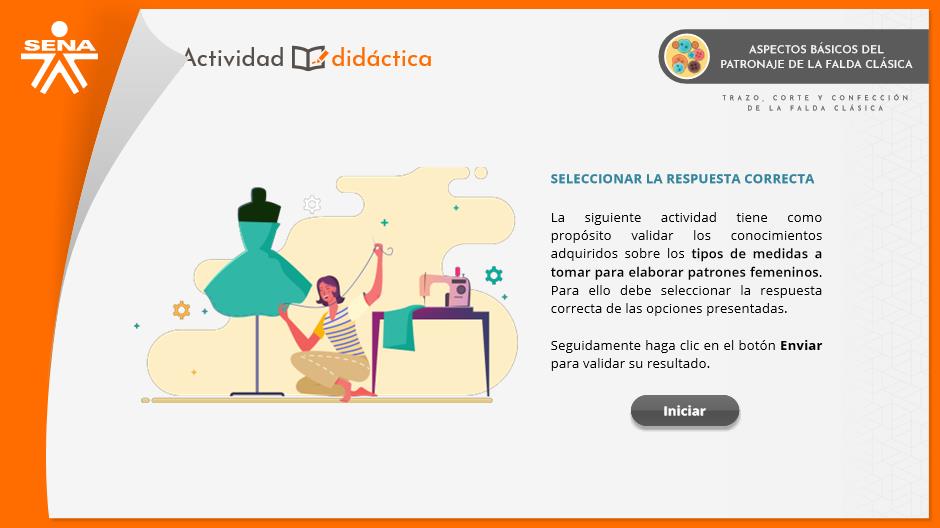 SENA
Actividad didáctica
ASPECTOS BÁSICOS DEL
PATRONAJE DE LA FALDA CLÁSICA
TRAZO, CORTE Y CONFECCIÓN
DE LA FALDA CLÁSICA
SELECCIONAR LA RESPUESTA CORRECTA
La siguiente actividad tiene como
propósito validar los conocimientos
adquiridos sobre los tipos de medidas a
tomar para elaborar patrones femeninos.
Para ello debe seleccionar la respuesta
correcta de las opciones presentadas.
Seguidamente haga clic en el botón Enviar
para validar su resultado.
Iniciar